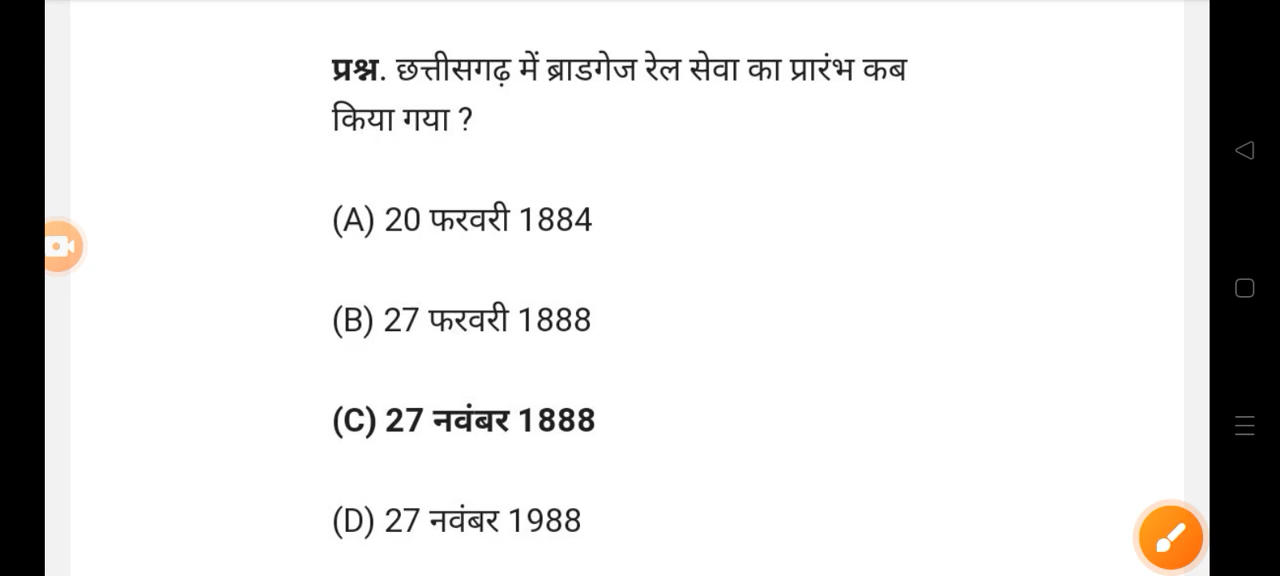 प्रश्न. छत्तीसगढ़ में ब्राडगेज रेल सेवा का प्रारंभ कब
किया गया ?
(A) 20 फरवरी 1884
(B) 27 फरवरी 1888
(C) 27 नवंबर 1888
(D) 27 नवंबर 1988